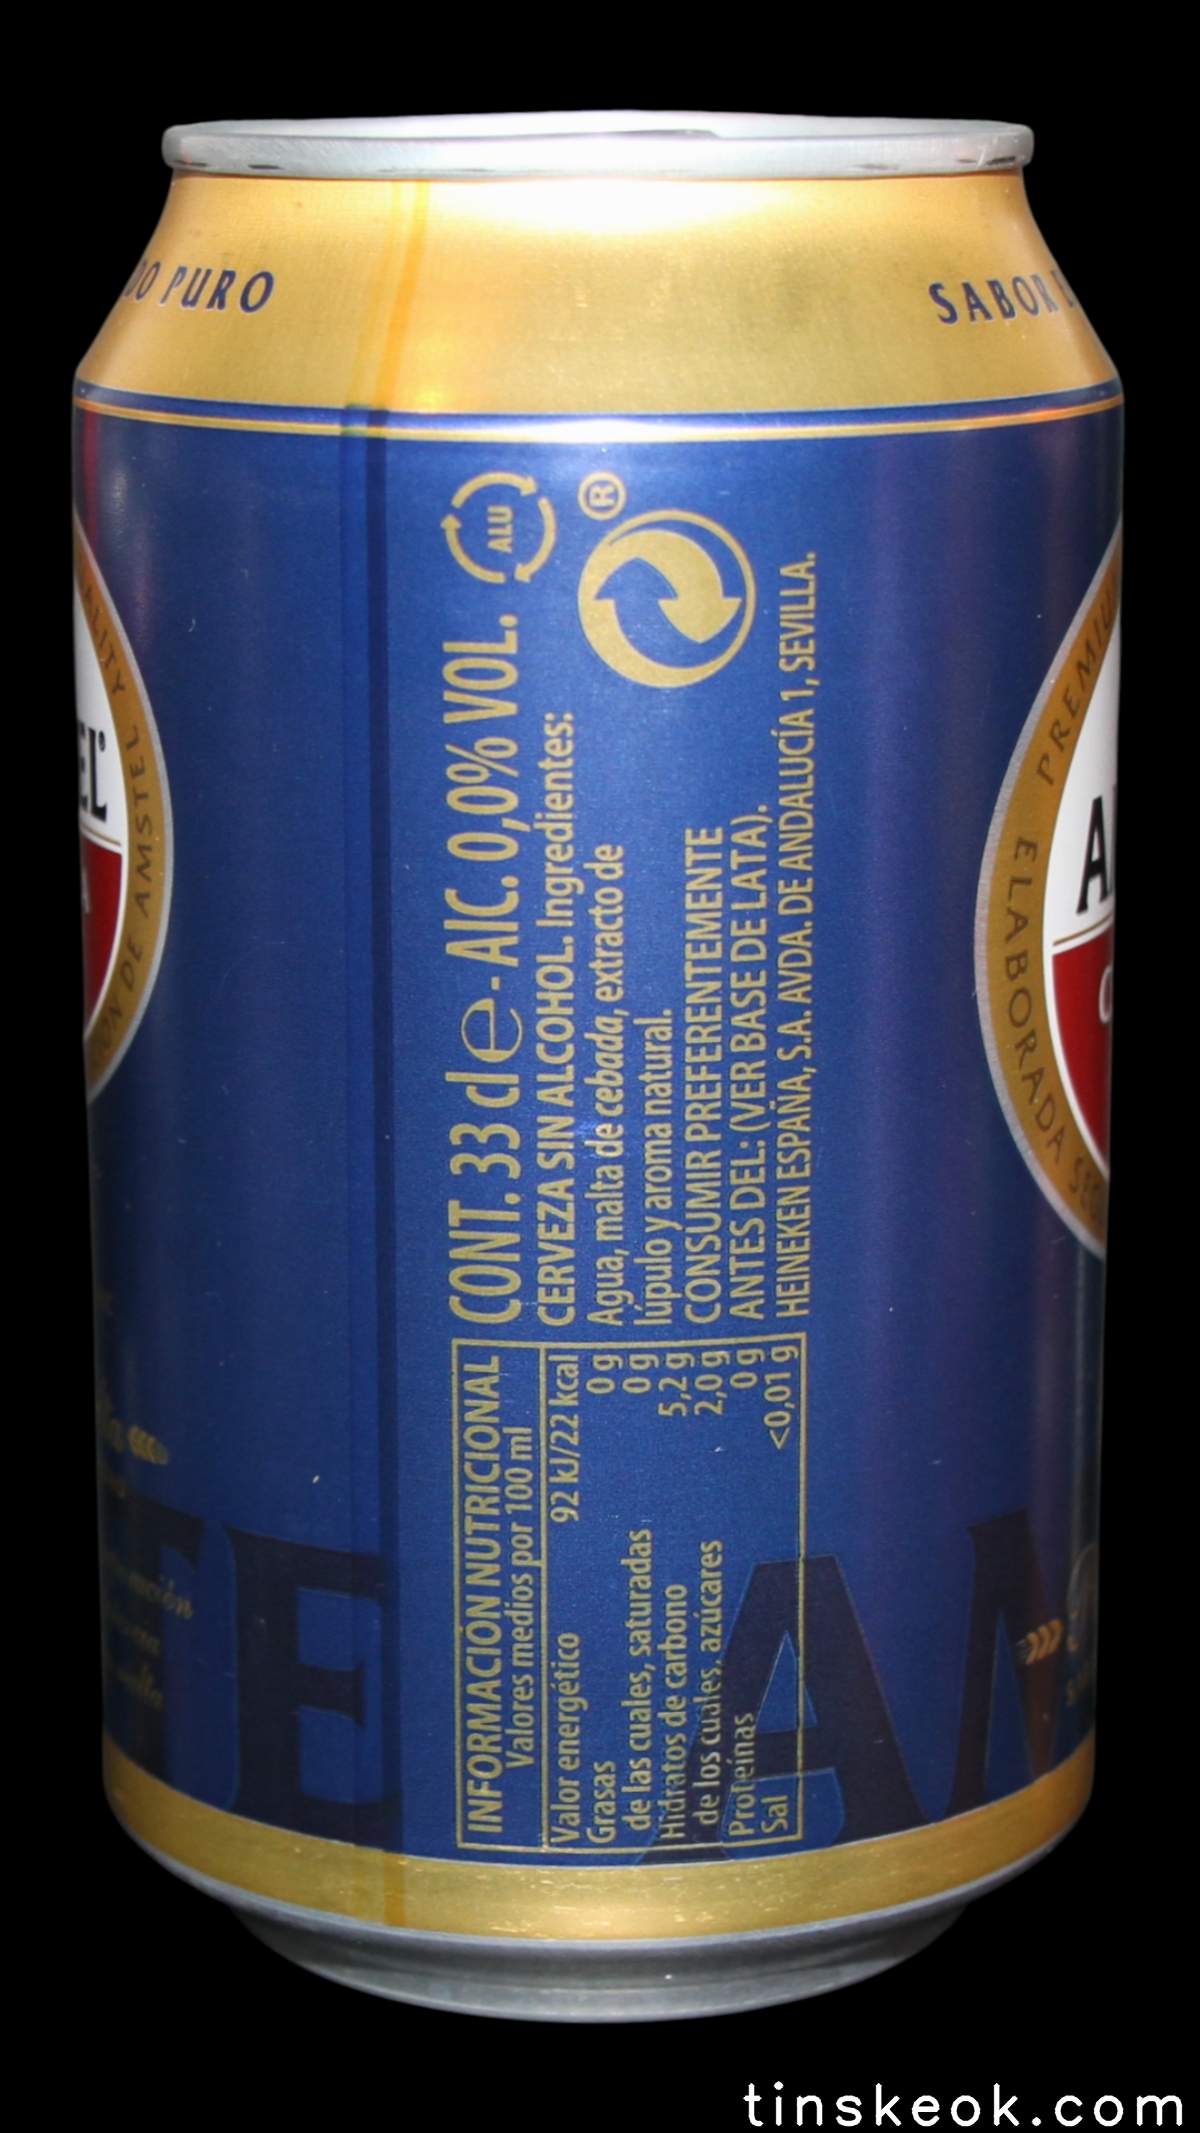 DO PURO
SABOR
CONT. 33 cl e - AIC. 0,0% VOL.
ALU
CERVEZA SIN ALCOHOL. Ingredientes:
Agua, malta de cebada, extracto de
lúpulo y aroma natural.
CONSUMIR PREFERENTEMENTE
ANTES DEL: (VER BASE DE LATA).
HEINEKEN ESPAÑA, S.A. AVDA. DE ANDALUCÍA 1, SEVILLA.
®
INFORMACIÓN NUTRICIONAL
Valores medios por 100 ml
Valor energético 92 kJ/22 kcal
Grasas 0 g
de las cuales, saturadas 0 g
Hidratos de carbono 5,2 g
de los cuales, azúcares 2,0 g
Proteínas 0 g
Sal <0,01 g
DE AMSTEL
PREMIU
ELABORADA
tinskeok.com